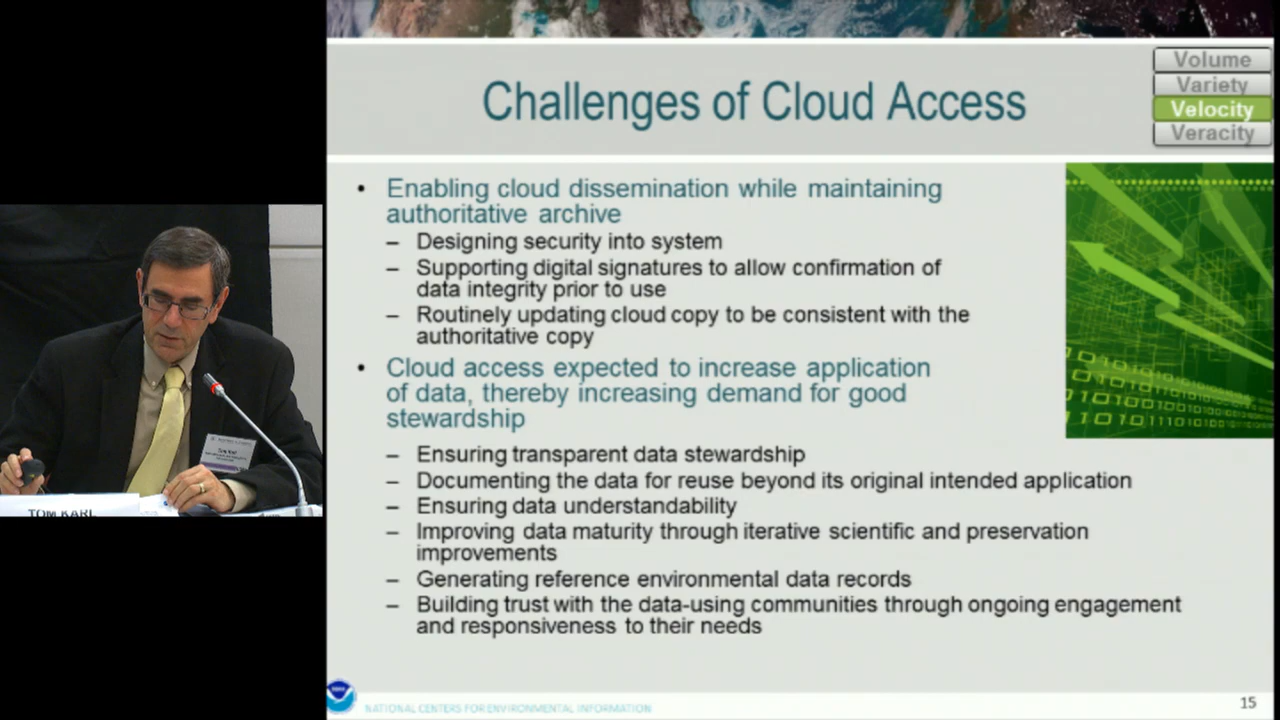 Challenges of Cloud Access
Volume
Variety
Velocity
Veracity
• Enabling cloud dissemination while maintaining
authoritative archive
– Designing security into system
– Supporting digital signatures to allow confirmation of
data integrity prior to use
– Routinely updating cloud copy to be consistent with the
authoritative copy
• Cloud access expected to increase application
of data, thereby increasing demand for good
stewardship
– Ensuring transparent data stewardship
– Documenting the data for reuse beyond its original intended application
– Ensuring data understandability
– Improving data maturity through iterative scientific and preservation
improvements
– Generating reference environmental data records
– Building trust with the data-using communities through ongoing engagement
and responsiveness to their needs
NATIONAL CENTERS FOR ENVIRONMENTAL INFORMATION
15
TOM KARL